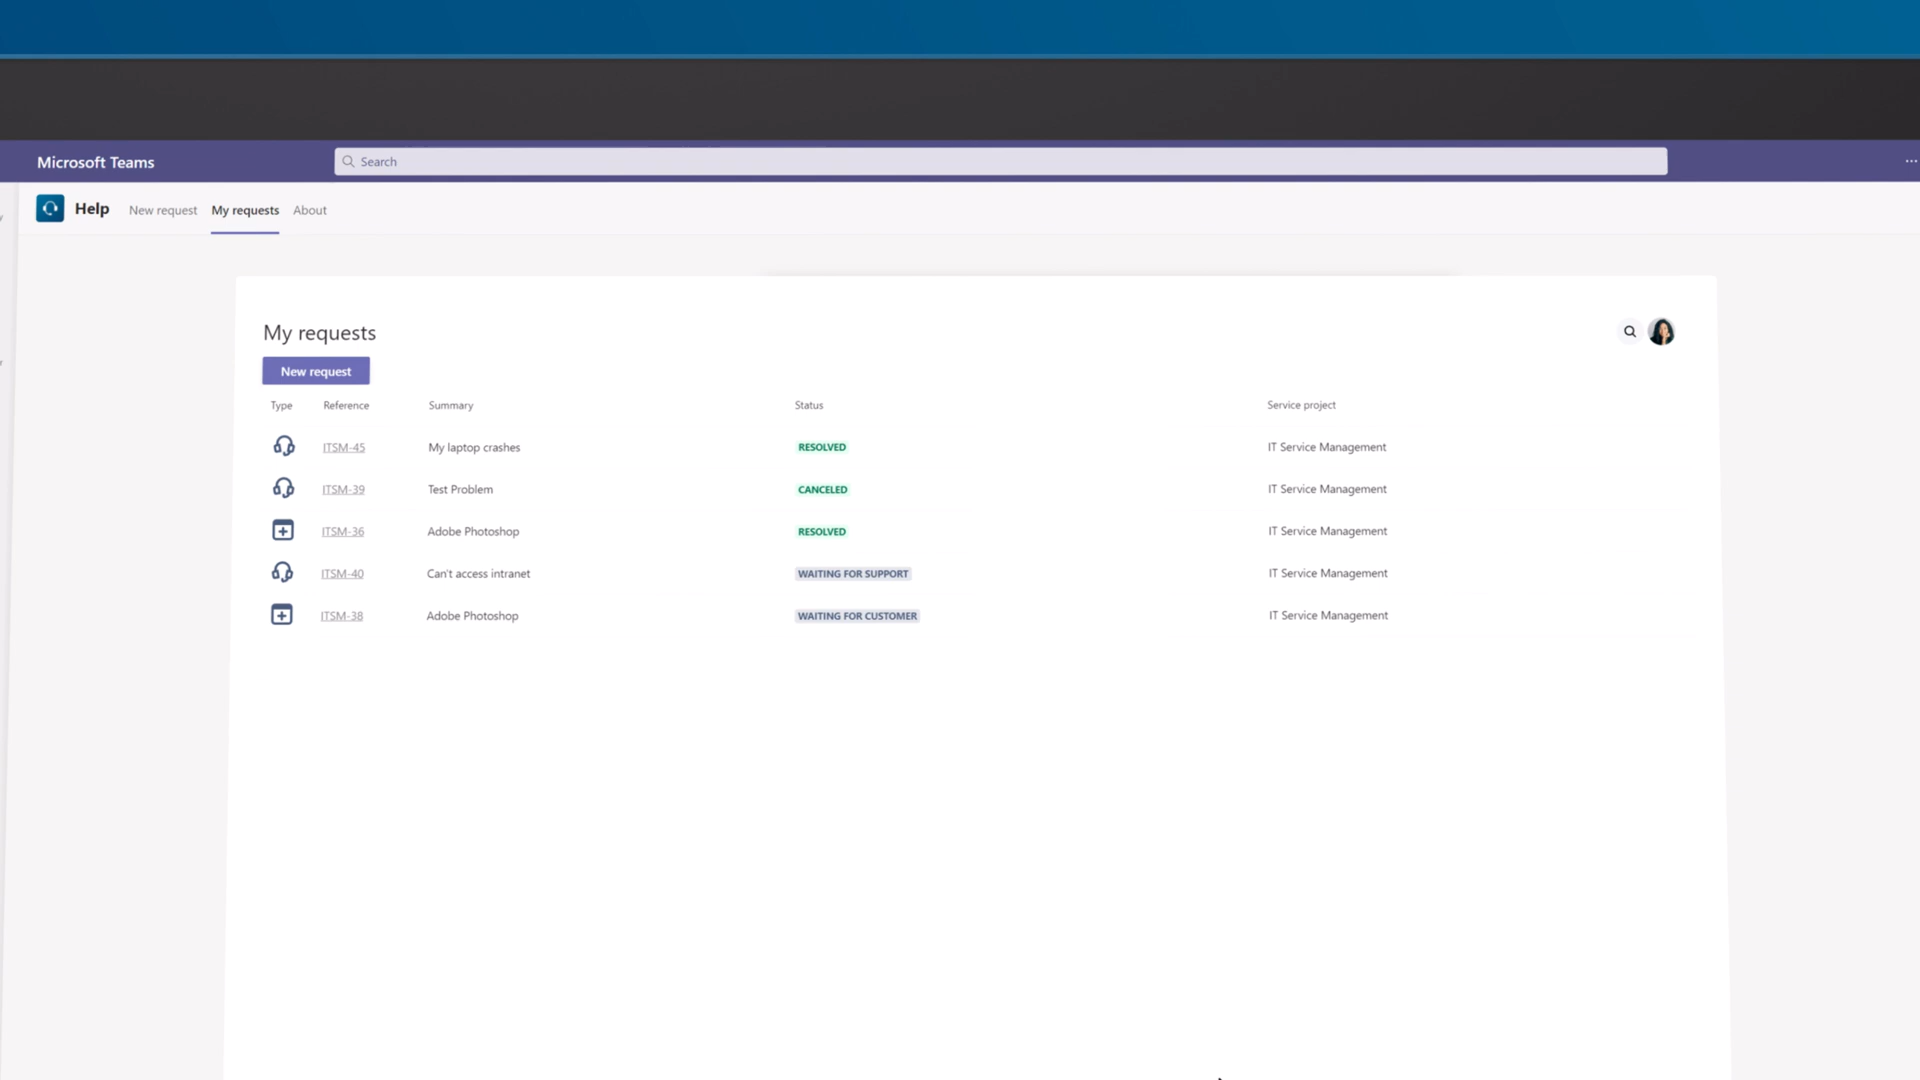 Microsoft Teams
Search
Help New request My requests About
My requests
New request
Type Reference Summary Status Service project
ITSM-45 My laptop crashes RESOLVED IT Service Management
ITSM-39 Test Problem CANCELED IT Service Management
ITSM-36 Adobe Photoshop RESOLVED IT Service Management
ITSM-40 Can't access intranet WAITING FOR SUPPORT IT Service Management
ITSM-38 Adobe Photoshop WAITING FOR CUSTOMER IT Service Management